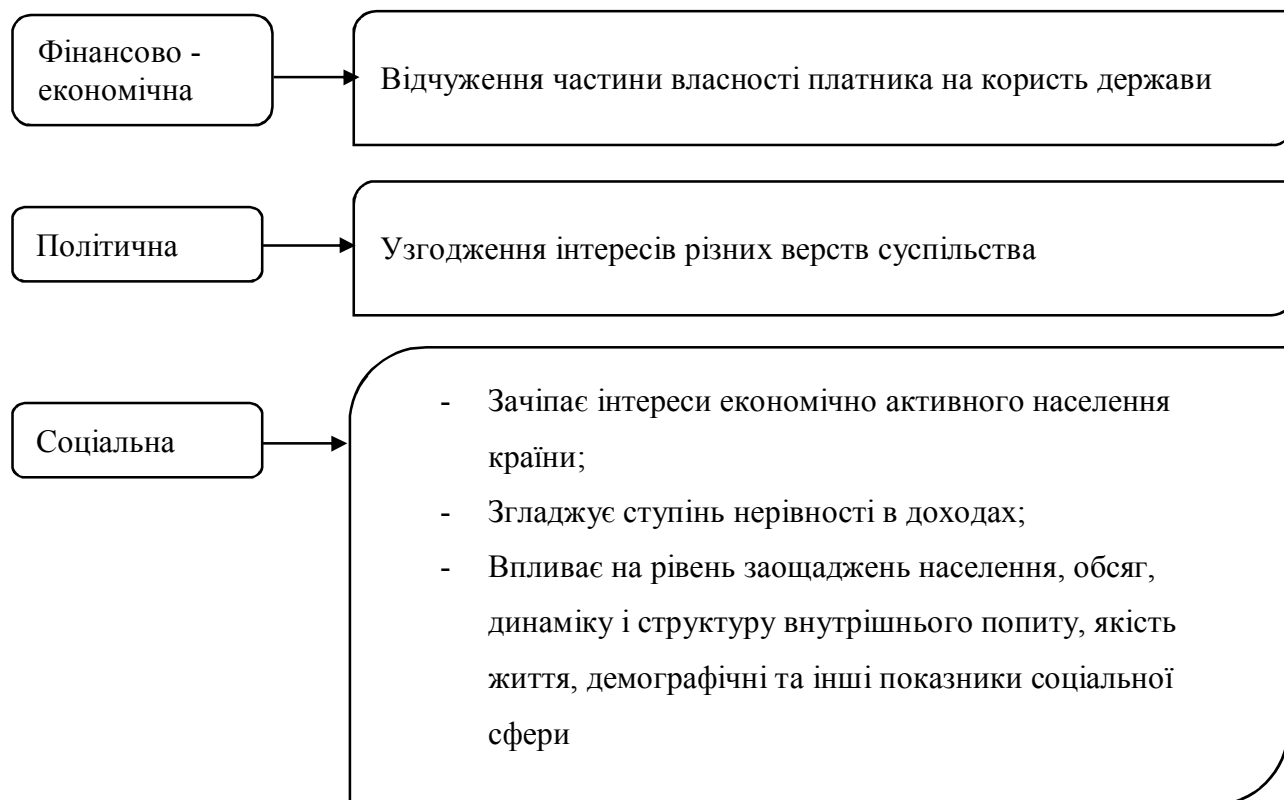 Фінансово -
економічна
Відчуження частини власності платника на користь держави
Політична
Узгодження інтересів різних верств суспільства
Соціальна
- Зачіпає інтереси економічно активного населення
країни;
- Згладжує ступінь нерівності в доходах;
- Впливає на рівень заощаджень населення, обсяг,
динаміку і структуру внутрішнього попиту, якість
життя, демографічні та інші показники соціальної
сфери